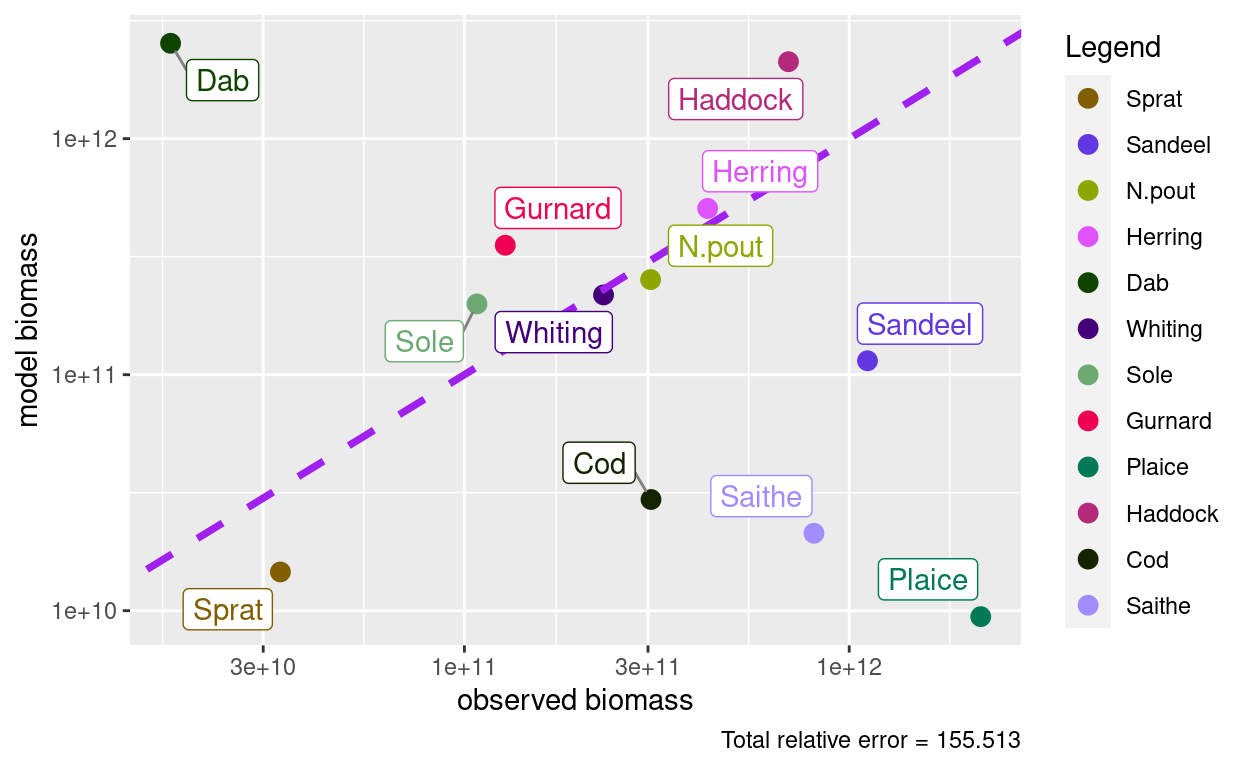 Dab
Haddock
Herring
Gurnard
N.pout
Sole
Whiting
Sandeel
Cod
Saithe
Plaice
Sprat
1e+12
1e+11
1e+10
model biomass
3e+10
1e+11
3e+11
1e+12
observed biomass
Total relative error = 155.513
Legend
Sprat
Sandeel
N.pout
Herring
Dab
Whiting
Sole
Gurnard
Plaice
Haddock
Cod
Saithe